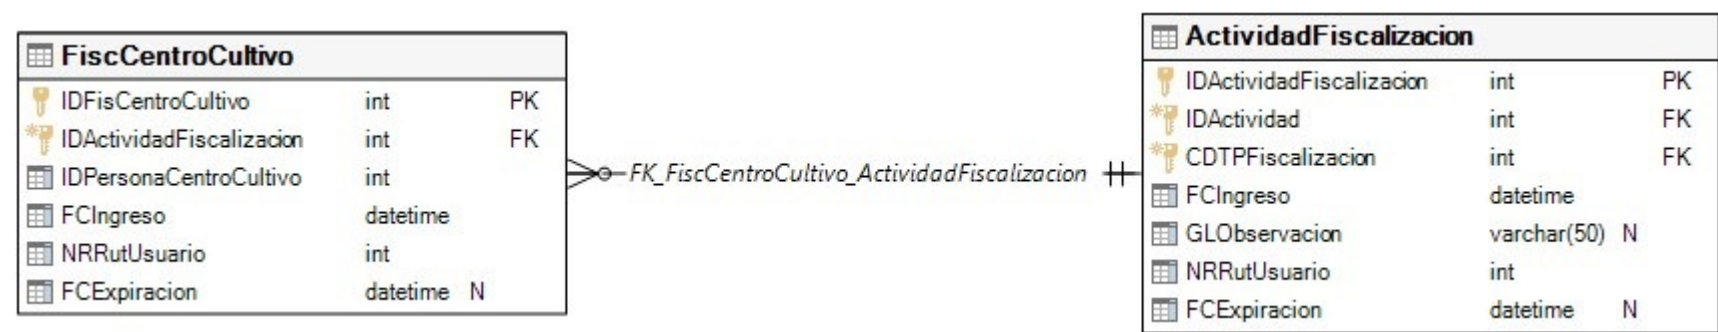 FiscCentroCultivo
IDFisCentroCultivo int PK
IDActividadFiscalizacion int FK
IDPersonaCentroCultivo int
FCIngreso datetime
NRRutUsuario int
FCExpiracion datetime N
FK_FiscCentroCultivo_ActividadFiscalizacion
ActividadFiscalizacion
IDActividadFiscalizacion int PK
IDActividad int FK
CDTPFiscalizacion int FK
FCIngreso datetime
GLObservacion varchar(50) N
NRRutUsuario int
FCExpiracion datetime N